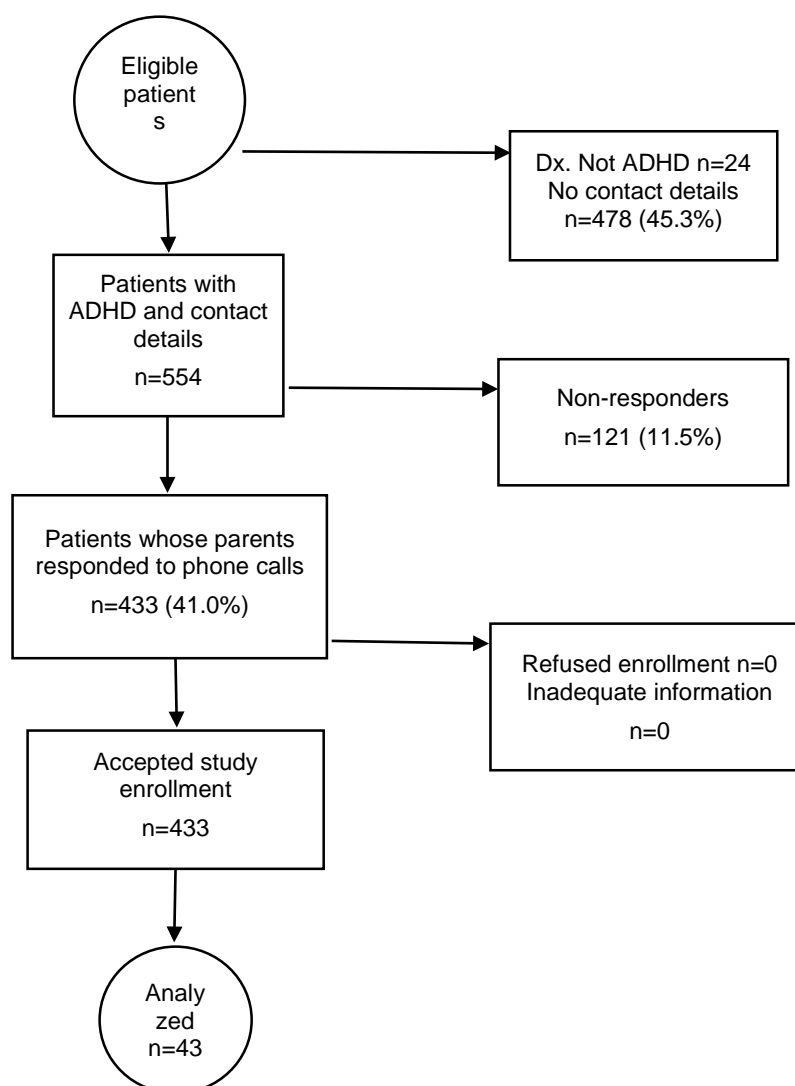 Eligible
patient
s
Dx. Not ADHD n=24
No contact details
n=478 (45.3%)
Patients with
ADHD and contact
details
n=554
Non-responders
n=121 (11.5%)
Patients whose parents
responded to phone calls
n=433 (41.0%)
Refused enrollment n=0
Inadequate information
n=0
Accepted study
enrollment
n=433
Analy
zed
n=43